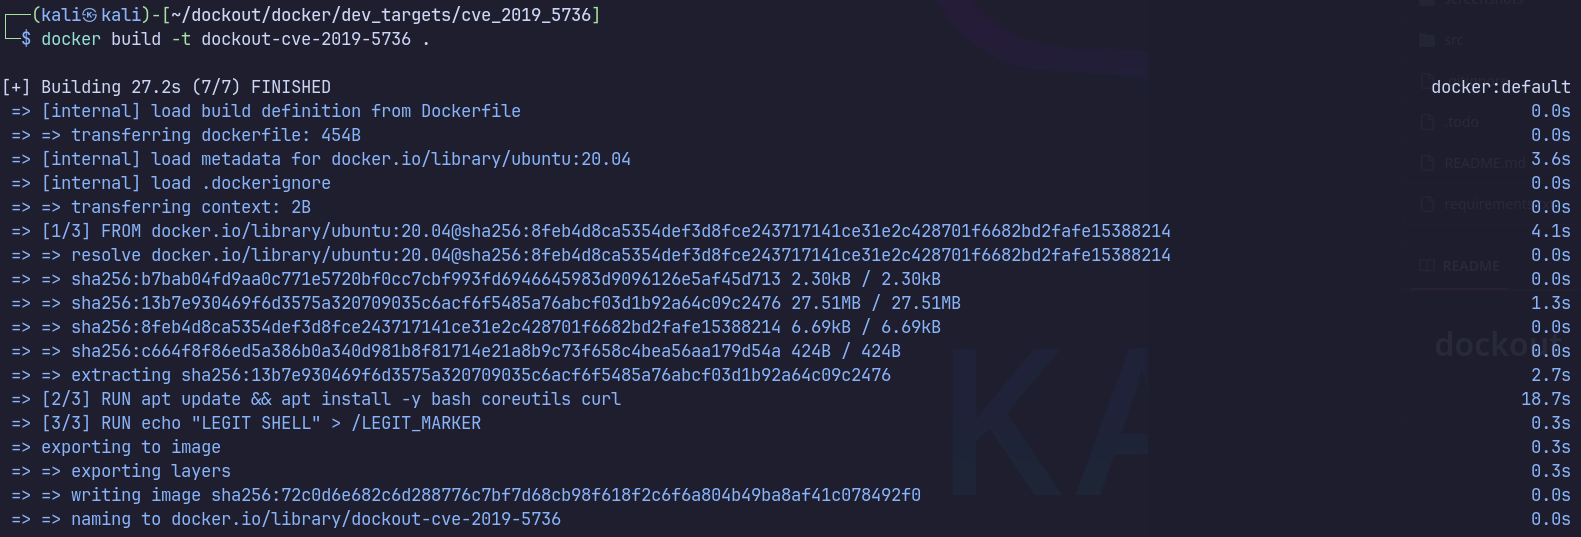 ┌──(kali㉿kali)-[~/dockout/docker/dev_targets/cve_2019_5736]
└─$ docker build -t dockout-cve-2019-5736 .
[+] Building 27.2s (7/7) FINISHED docker:default
=> [internal] load build definition from Dockerfile 0.0s
=> => transferring dockerfile: 454B 0.0s
=> [internal] load metadata for docker.io/library/ubuntu:20.04 3.6s
=> [internal] load .dockerignore 0.0s
=> => transferring context: 2B 0.0s
=> [1/3] FROM docker.io/library/ubuntu:20.04@sha256:8feb4d8ca5354def3d8fce243717141ce31e2c428701f6682bd2fafe15388214 4.1s
=> => resolve docker.io/library/ubuntu:20.04@sha256:8feb4d8ca5354def3d8fce243717141ce31e2c428701f6682bd2fafe15388214 0.0s
=> => sha256:b7bab04fd9aa0c771e5720bf0cc7cbf993fd6946645983d9096126e5af45d713 2.30kB / 2.30kB 0.0s
=> => sha256:13b7e930469f6d3575a320709035c6acf6f5485a76abcf03d1b92a64c09c2476 27.51MB / 27.51MB 1.3s
=> => sha256:8feb4d8ca5354def3d8fce243717141ce31e2c428701f6682bd2fafe15388214 6.69kB / 6.69kB 0.0s
=> => sha256:c664f8f86ed5a386b0a340d981b8f81714e21a8b9c73f658c4bea56aa179d54a 424B / 424B 0.0s
=> => extracting sha256:13b7e930469f6d3575a320709035c6acf6f5485a76abcf03d1b92a64c09c2476 2.7s
=> [2/3] RUN apt update && apt install -y bash coreutils curl 18.7s
=> [3/3] RUN echo "LEGIT SHELL" > /LEGIT_MARKER 0.3s
=> exporting to image 0.3s
=> => exporting layers 0.3s
=> => writing image sha256:72c0d6e682c6d288776c7bf7d68cb98f618f2c6f6a804b49ba8af41c078492f0 0.0s
=> => naming to docker.io/library/dockout-cve-2019-5736 0.0s
src
.todo
README.md
README
dockout
KA